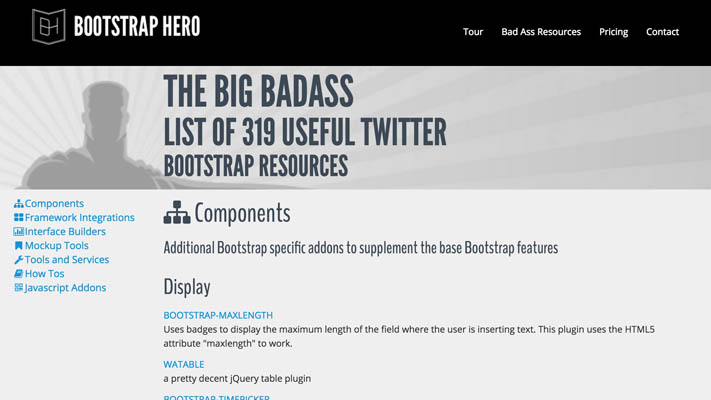 BOOTSTRAP HERO
Tour
Bad Ass Resources
Pricing
Contact
THE BIG BADASS
LIST OF 319 USEFUL TWITTER
BOOTSTRAP RESOURCES
Components
Framework Integrations
Interface Builders
Mockup Tools
Tools and Services
How Tos
Javascript Addons
Components
Additional Bootstrap specific addons to supplement the base Bootstrap features
Display
BOOTSTRAP-MAXLENGTH
Uses badges to display the maximum length of the field where the user is inserting text. This plugin uses the HTML5
attribute "maxlength" to work.
WATABLE
a pretty decent jQuery table plugin
BOOTSTRAP-TIMEPICKER